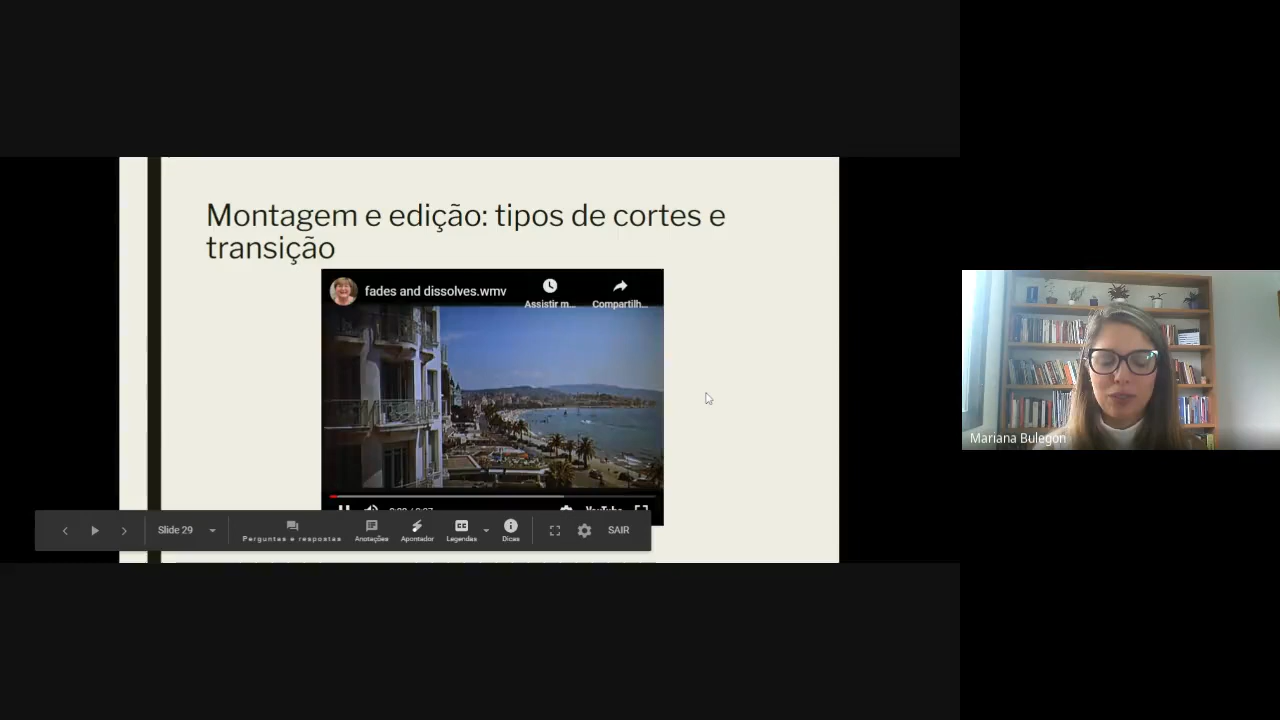 Montagem e edição: tipos de cortes e
transição
fades and dissolves.wmv
Assistir m...
Compartilh...
YouTube
Slide 29
Perguntas e respostas
Anotações
Apontador
Legendas
Dicas
SAIR
Mariana Bulegon